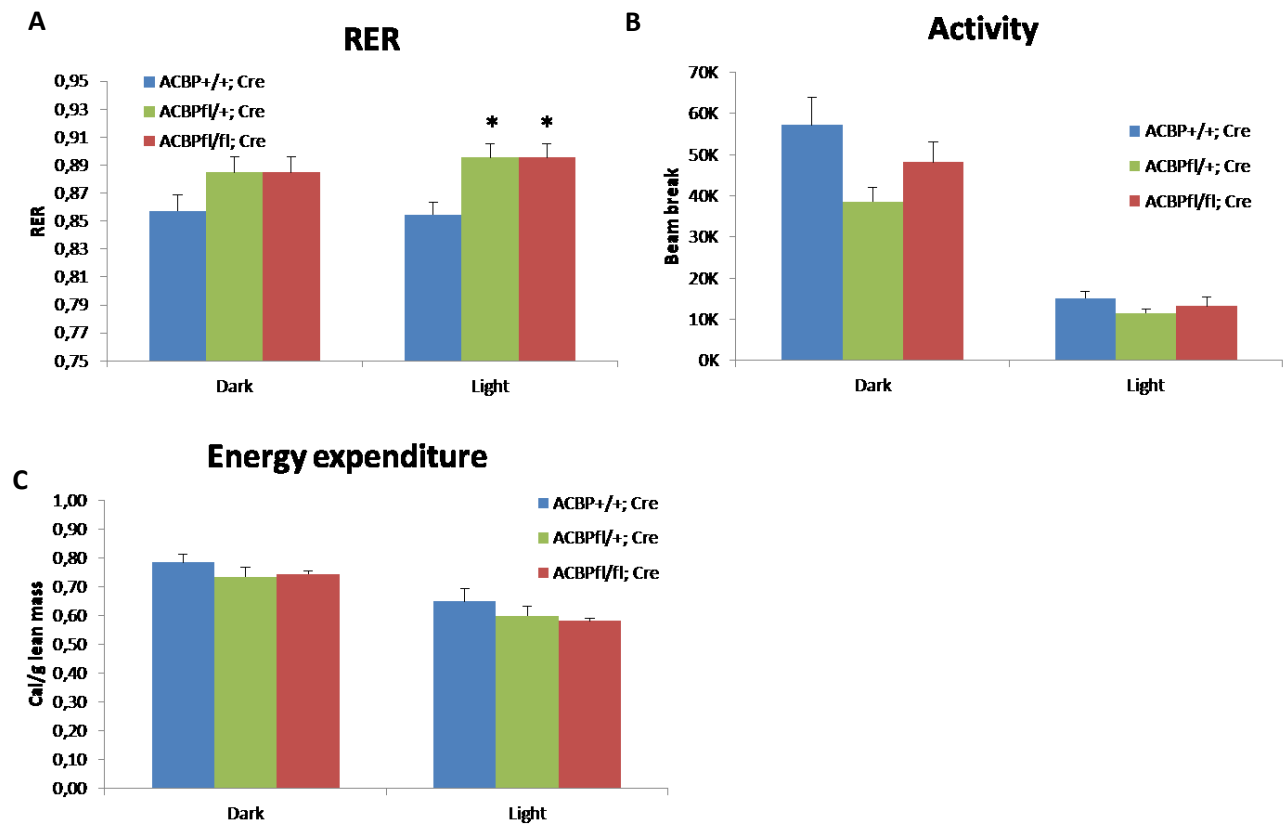 A
RER
ACBP+/+; Cre
ACBPfl/+; Cre
ACBPfl/fl; Cre
0,95
0,93
0,91
0,89
0,87
0,85
0,83
0,81
0,79
0,77
0,75
RER
* *
Dark
Light
B
Activity
70K
60K
50K
40K
30K
20K
10K
0K
Beam break
ACBP+/+; Cre
ACBPfl/+; Cre
ACBPfl/fl; Cre
Dark
Light
C
Energy expenditure
1,00
0,90
0,80
0,70
0,60
0,50
0,40
0,30
0,20
0,10
0,00
Cal/g lean mass
ACBP+/+; Cre
ACBPfl/+; Cre
ACBPfl/fl; Cre
Dark
Light